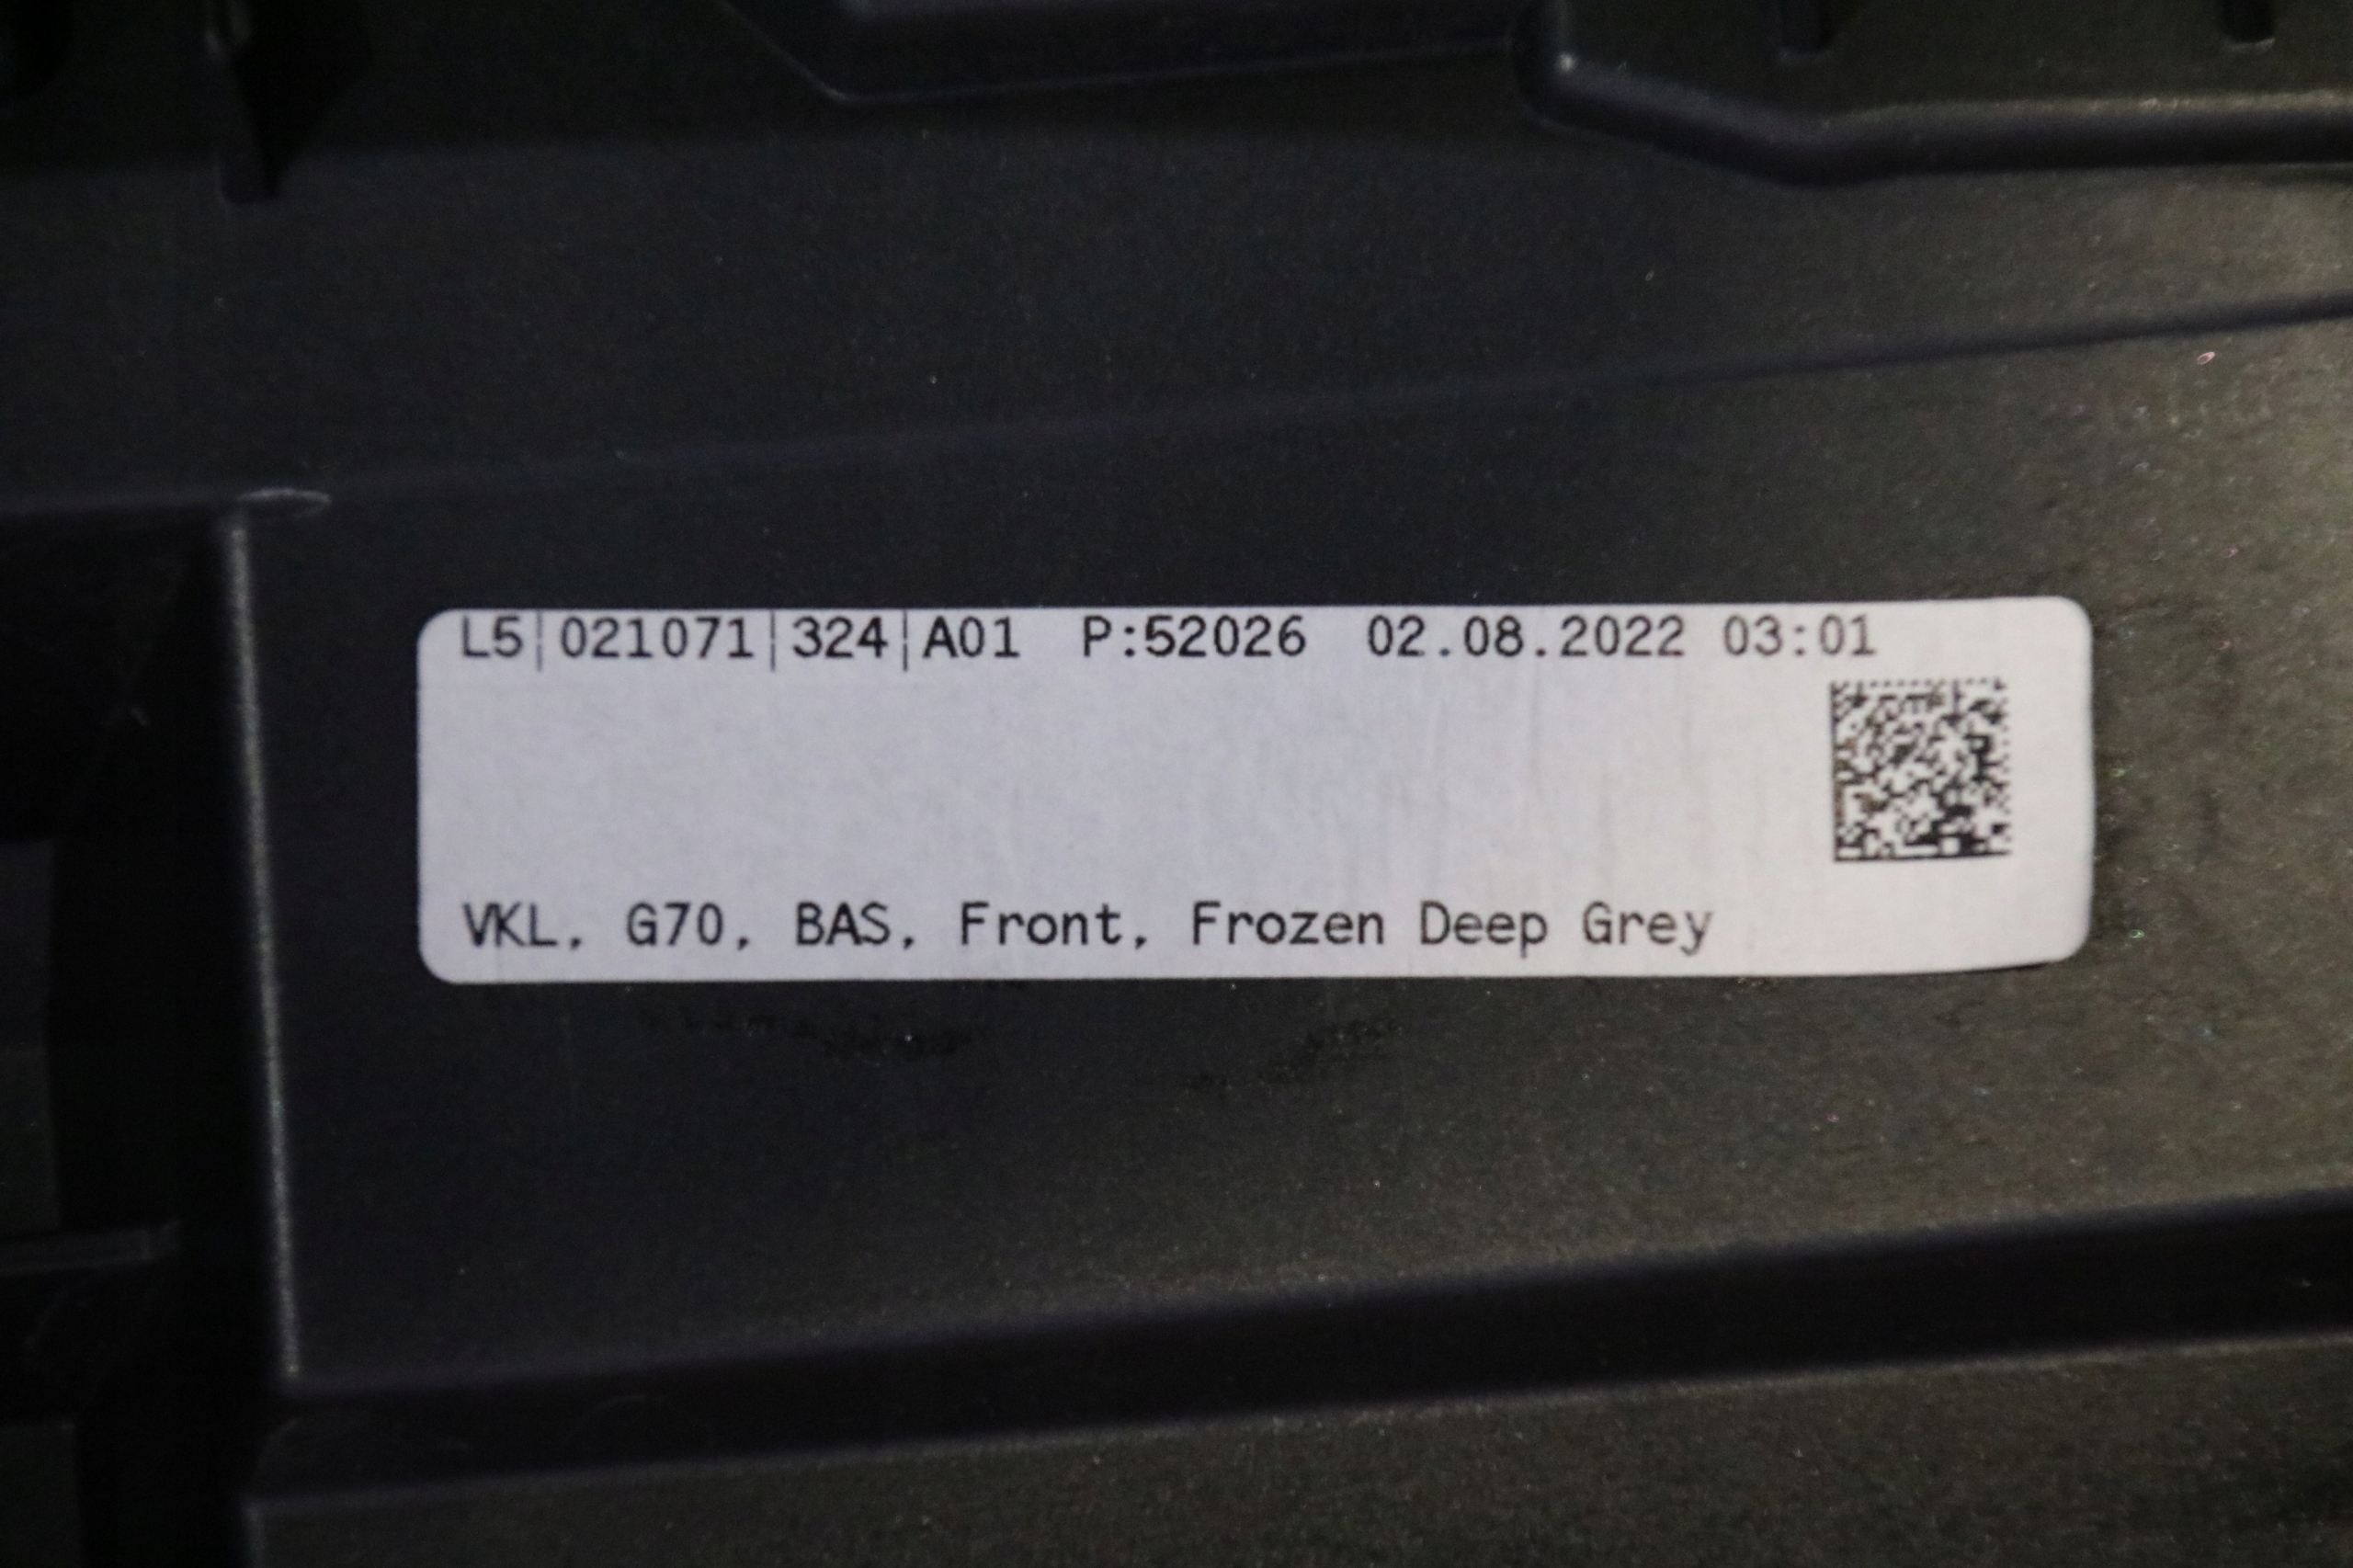 L5|021071|324|A01 P:52026 02.08.2022 03:01
VKL, G70, BAS, Front, Frozen Deep Grey